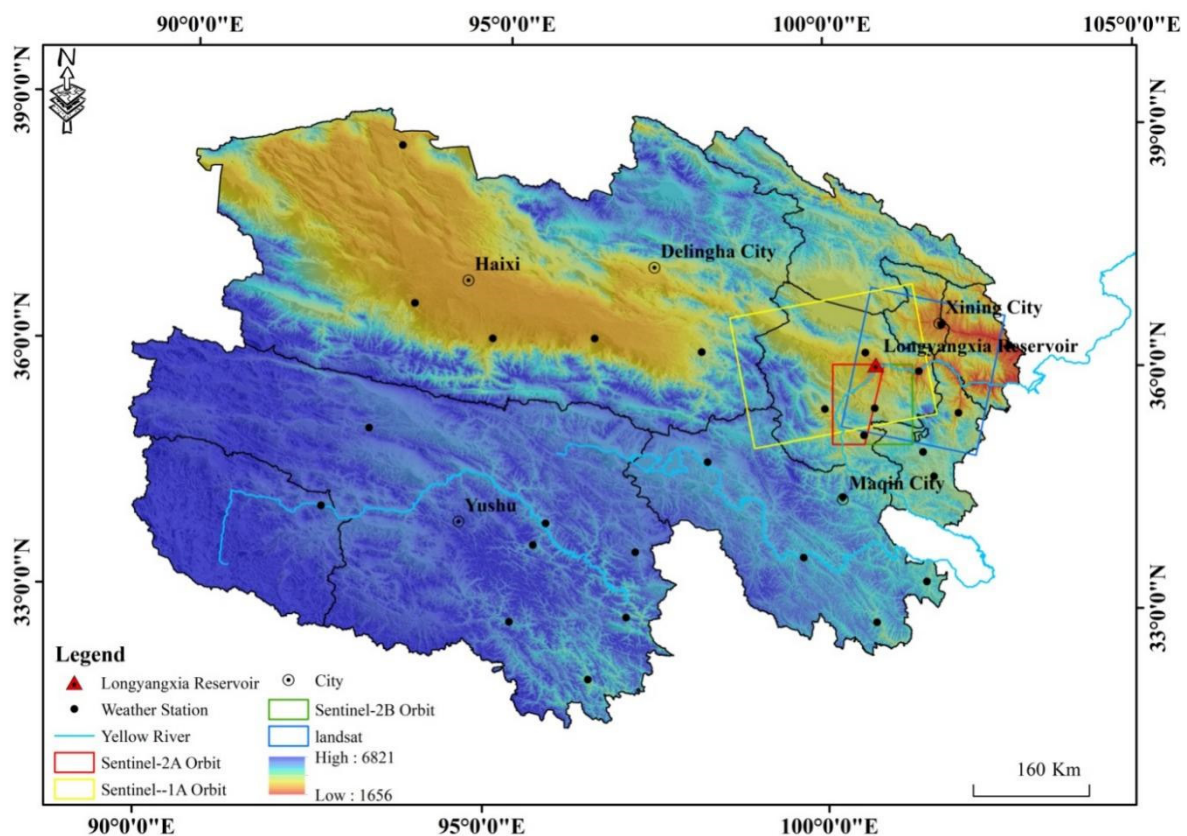 90°0'0"E 95°0'0"E 100°0'0"E 105°0'0"E
N
39°0'0"N 39°0'0"N
Delingha City
Haixi
Xining City
36°0'0"N Longyangxia Reservoir 36°0'0"N
Maqin City
Yushu
33°0'0"N 33°0'0"N
Legend
Longyangxia Reservoir City
Weather Station Sentinel-2B Orbit
Yellow River landsat
Sentinel-2A Orbit High : 6821
Sentinel--1A Orbit Low : 1656
160 Km
90°0'0"E 95°0'0"E 100°0'0"E